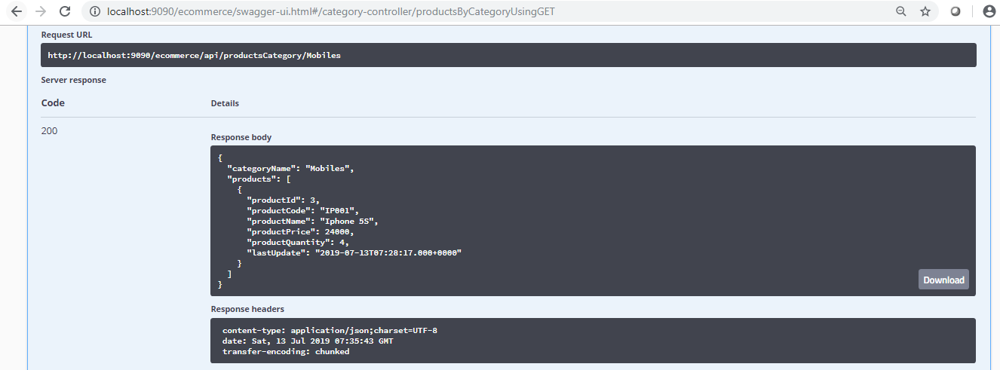 localhost:9090/ecommerce/swagger-ui.html#/category-controller/productsByCategoryUsingGET
Request URL
http://localhost:9090/ecommerce/api/productsCategory/Mobiles
Server response
Code Details
200
Response body
{
  "categoryName": "Mobiles",
  "products": [
    {
      "productId": 3,
      "productCode": "IP001",
      "productName": "Iphone 5S",
      "productPrice": 24000,
      "productQuantity": 4,
      "lastUpdate": "2019-07-13T07:28:17.000+0000"
    }
  ]
}
Download
Response headers
content-type: application/json;charset=UTF-8
date: Sat, 13 Jul 2019 07:35:43 GMT
transfer-encoding: chunked